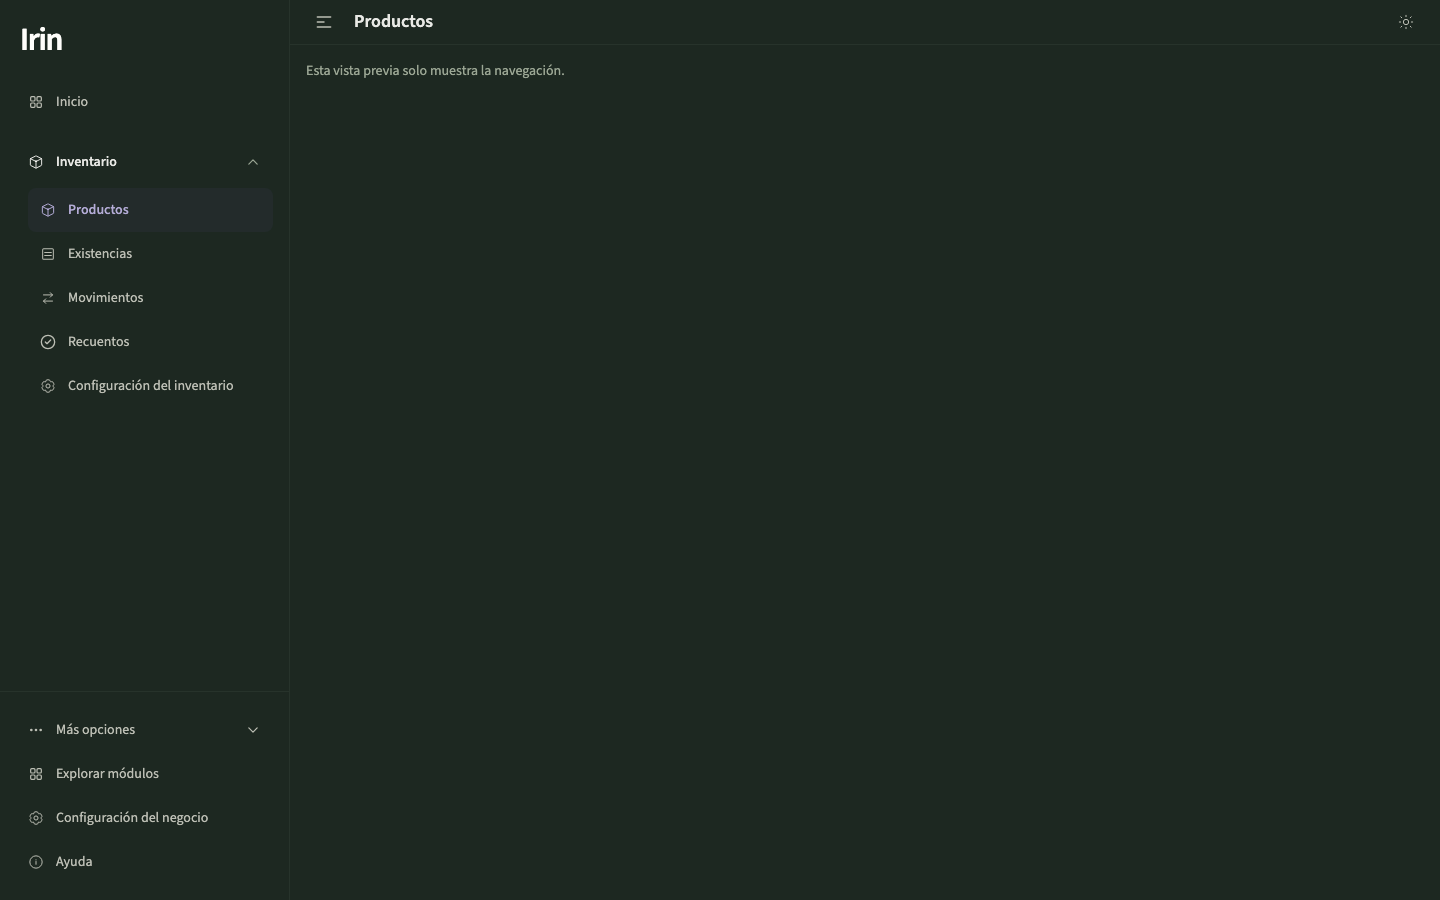 Irin
Productos
Esta vista previa solo muestra la navegación.
Inicio
Inventario
Productos
Existencias
Movimientos
Recuentos
Configuración del inventario
Más opciones
Explorar módulos
Configuración del negocio
Ayuda